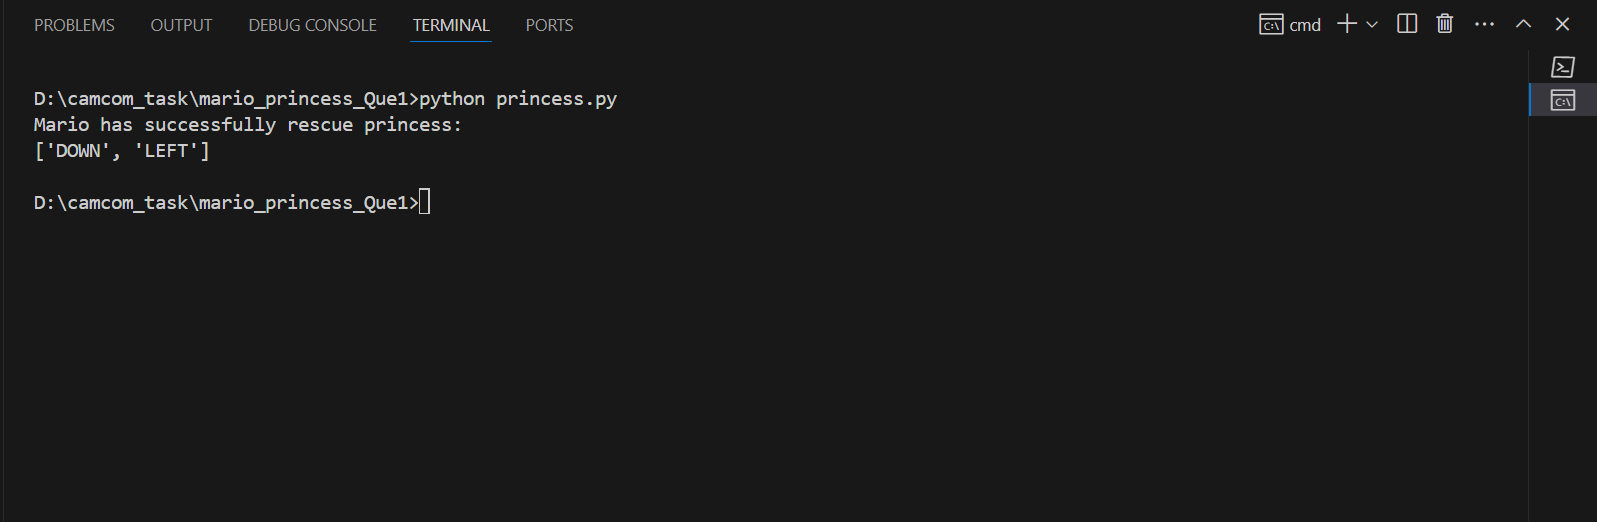 PROBLEMS OUTPUT DEBUG CONSOLE TERMINAL PORTS cmd
D:\camcom_task\mario_princess_Que1>python princess.py
Mario has successfully rescue princess:
['DOWN', 'LEFT']
D:\camcom_task\mario_princess_Que1>